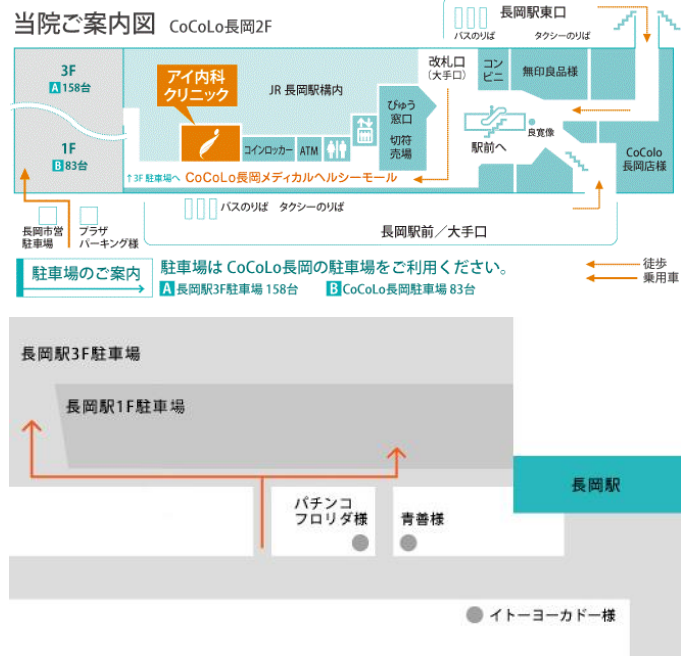 当院ご案内図 CoCoLo長岡2F
長岡駅東口
バスのりば タクシーのりば
3F
A 158台
1F
B 83台
アイ内科
クリニック
JR 長岡駅構内
改札口
(大手口)
コン
ビニ
無印良品様
びゅう
窓口
切符
売場
コインロッカー
ATM
駅前へ
良寛像
CoCoLo
長岡店様
↑3F 駐車場へ CoCoLo長岡メディカルヘルシーモール
バスのりば タクシーのりば
長岡市営
駐車場
プラザ
パーキング様
長岡駅前/大手口
駐車場のご案内
駐車場は CoCoLo長岡の駐車場をご利用ください。
A 長岡駅3F駐車場 158台 B CoCoLo長岡駐車場 83台
徒歩
乗用車
長岡駅3F駐車場
長岡駅1F駐車場
長岡駅
パチンコ
フロリダ様
青善様
イトーヨーカドー様